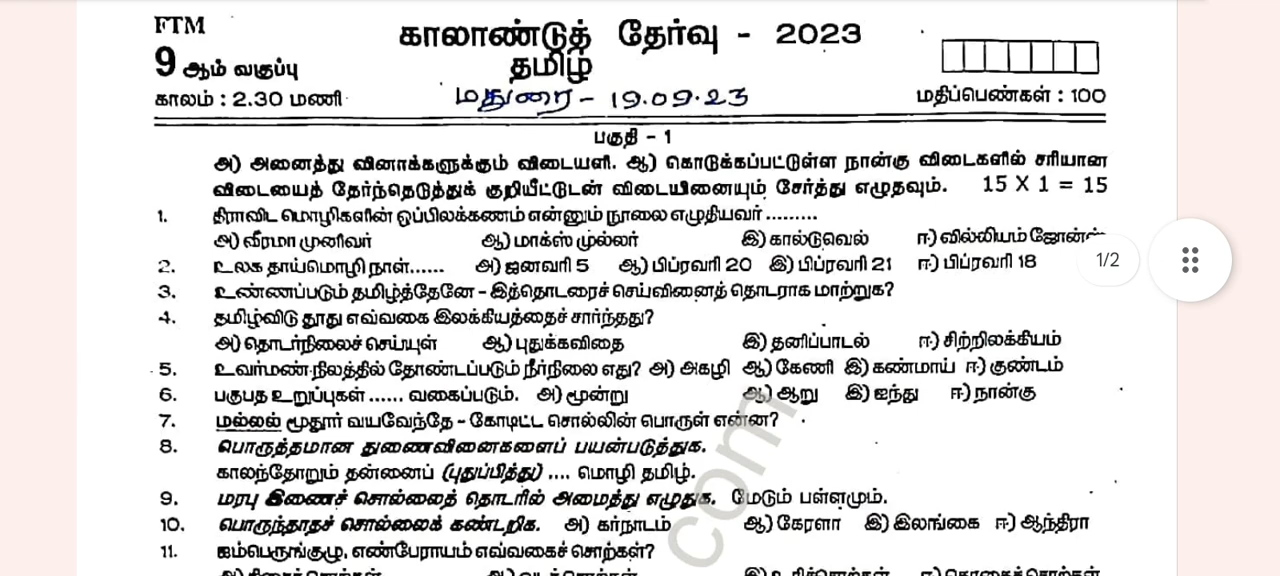 FTM
காலாண்டுத் தேர்வு - 2023
9 ஆம் வகுப்பு
தமிழ்
காலம் : 2.30 மணி
மதுரை - 19.09.23
மதிப்பெண்கள் : 100
பகுதி - 1
அ) அனைத்து வினாக்களுக்கும் விடையளி. ஆ) கொடுக்கப்பட்டுள்ள நான்கு விடைகளில் சரியான
விடையைத் தேர்ந்தெடுத்துக் குறியீட்டுடன் விடையினையும் சேர்த்து எழுதவும். 15 X 1 = 15
1. திராவிட மொழிகளின் ஒப்பிலக்கணம் என்னும் நூலை எழுதியவர் .........
அ) வீரமா முனிவர் ஆ) மாக்ஸ் முல்லர் இ) கால்டுவெல் ஈ) வில்லியம் ஜோன்ஸ்
2. உலக தாய்மொழி நாள்...... அ) ஜனவரி 5 ஆ) பிப்ரவரி 20 இ) பிப்ரவரி 21 ஈ) பிப்ரவரி 18
1/2
3. உண்ணப்படும் தமிழ்த்தேனே - இத்தொடரைச் செய்வினைத் தொடராக மாற்றுக?
4. தமிழ்விடு தூது எவ்வகை இலக்கியத்தைச் சார்ந்தது?
அ) தொடர்நிலைச் செய்யுள் ஆ) புதுக்கவிதை இ) தனிப்பாடல் ஈ) சிற்றிலக்கியம்
5. உவர்மண் நிலத்தில் தோண்டப்படும் நீர்நிலை எது? அ) அகழி ஆ) கேணி இ) கண்மாய் ஈ) குண்டம்
6. பகுபத உறுப்புகள் ...... வகைப்படும். அ) மூன்று ஆ) ஆறு இ) ஐந்து ஈ) நான்கு
7. மல்லல் மூதூர் வயவேந்தே - கோடிட்ட சொல்லின் பொருள் என்ன?
8. பொருத்தமான துணைவினைகளைப் பயன்படுத்துக.
காலந்தோறும் தன்னைப் (புதுப்பித்து) .... மொழி தமிழ்.
9. மரபு இணைச் சொல்லைத் தொடரில் அமைத்து எழுதுக. மேடும் பள்ளமும்.
10. பொருந்தாதச் சொல்லைக் கண்டறிக. அ) கர்நாடம் ஆ) கேரளா இ) இலங்கை ஈ) ஆந்திரா
11. ஐம்பெருங்குழு, எண்பேராயம் எவ்வகைச் சொற்கள்?
com